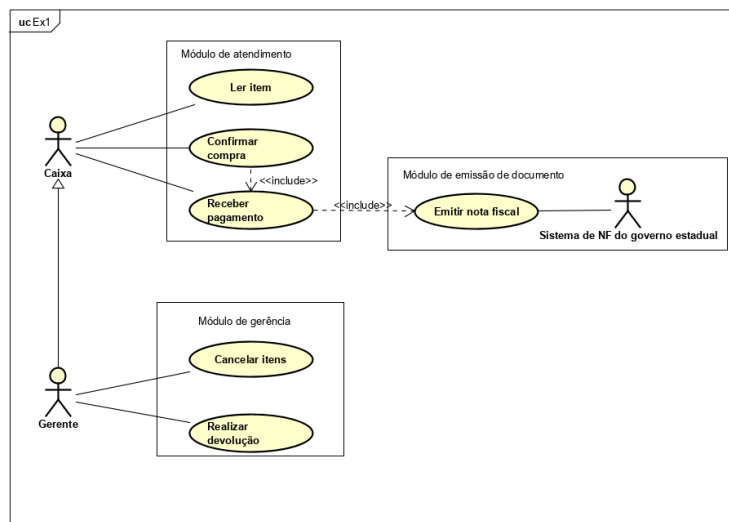 uc Ex1
Módulo de atendimento
Ler item
Confirmar
compra
<<include>>
Receber
pagamento
Caixa
<<include>>
Módulo de emissão de documento
Emitir nota fiscal
Sistema de NF do governo estadual
Módulo de gerência
Cancelar itens
Realizar
devolução
Gerente